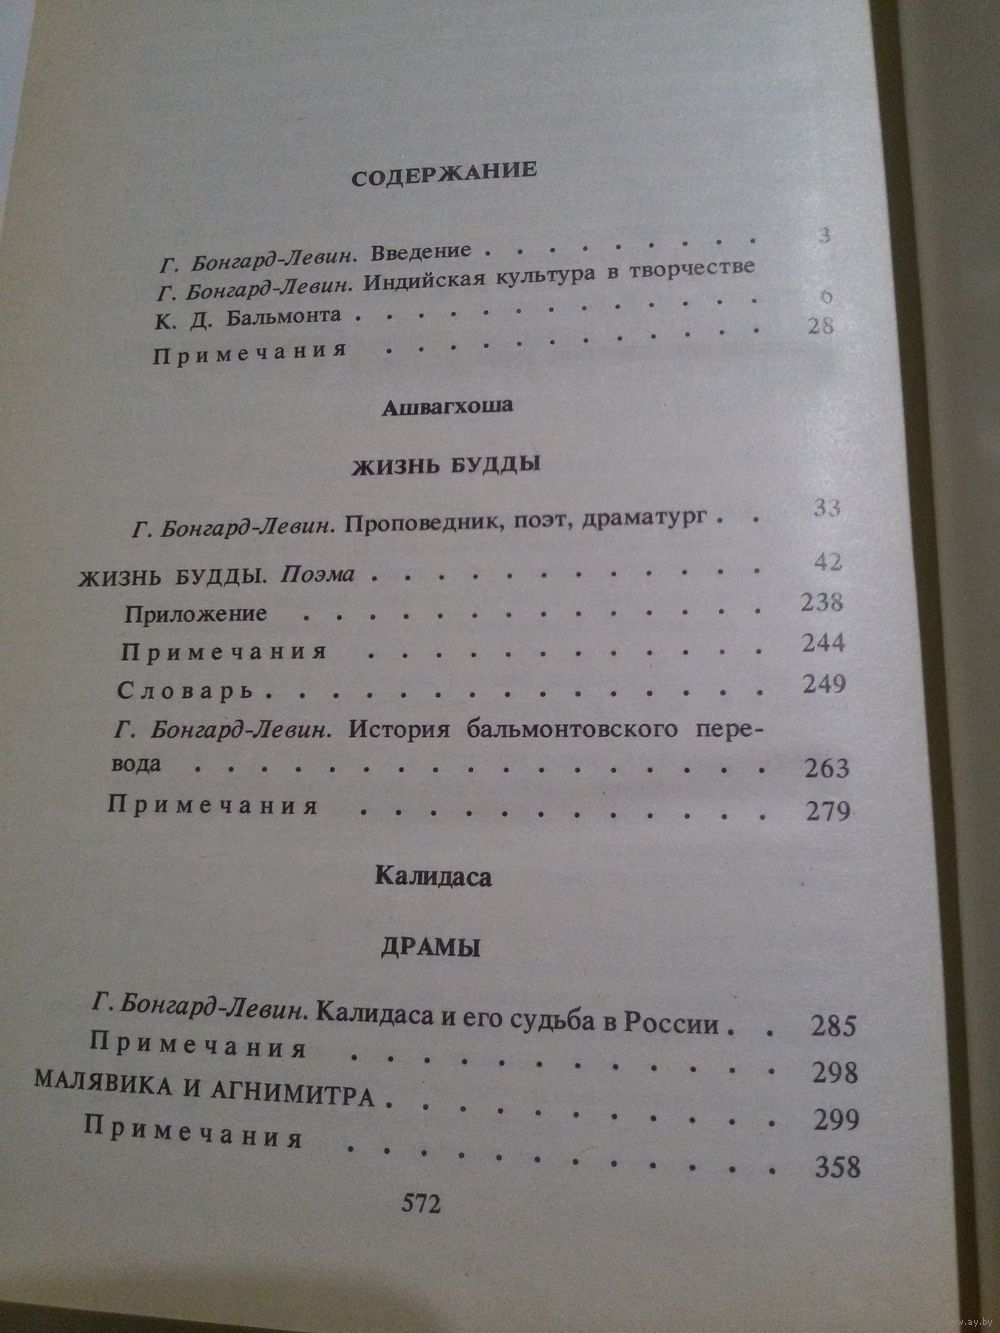 СОДЕРЖАНИЕ
Г. Бонгард-Левин. Введение . . . . . . . . . 3
Г. Бонгард-Левин. Индийская культура в творчестве
К. Д. Бальмонта . . . . . . . . . . . . . 6
Примечания . . . . . . . . . . . . 28
Ашвагхоша
ЖИЗНЬ БУДДЫ
Г. Бонгард-Левин. Проповедник, поэт, драматург . . 33
ЖИЗНЬ БУДДЫ. Поэма . . . . . . . . . . . . 42
Приложение . . . . . . . . . . . . . . 238
Примечания . . . . . . . . . . . . 244
Словарь . . . . . . . . . . . . . . . 249
Г. Бонгард-Левин. История бальмонтовского пере-
вода . . . . . . . . . . . . . . . . . . 263
Примечания . . . . . . . . . . . . 279
Калидаса
ДРАМЫ
Г. Бонгард-Левин. Калидаса и его судьба в России . . 285
Примечания . . . . . . . . . . . . 298
МАЛЯВИКА И АГНИМИТРА . . . . . . . . . . . 299
Примечания . . . . . . . . . . . . 358
572
www.ay.by